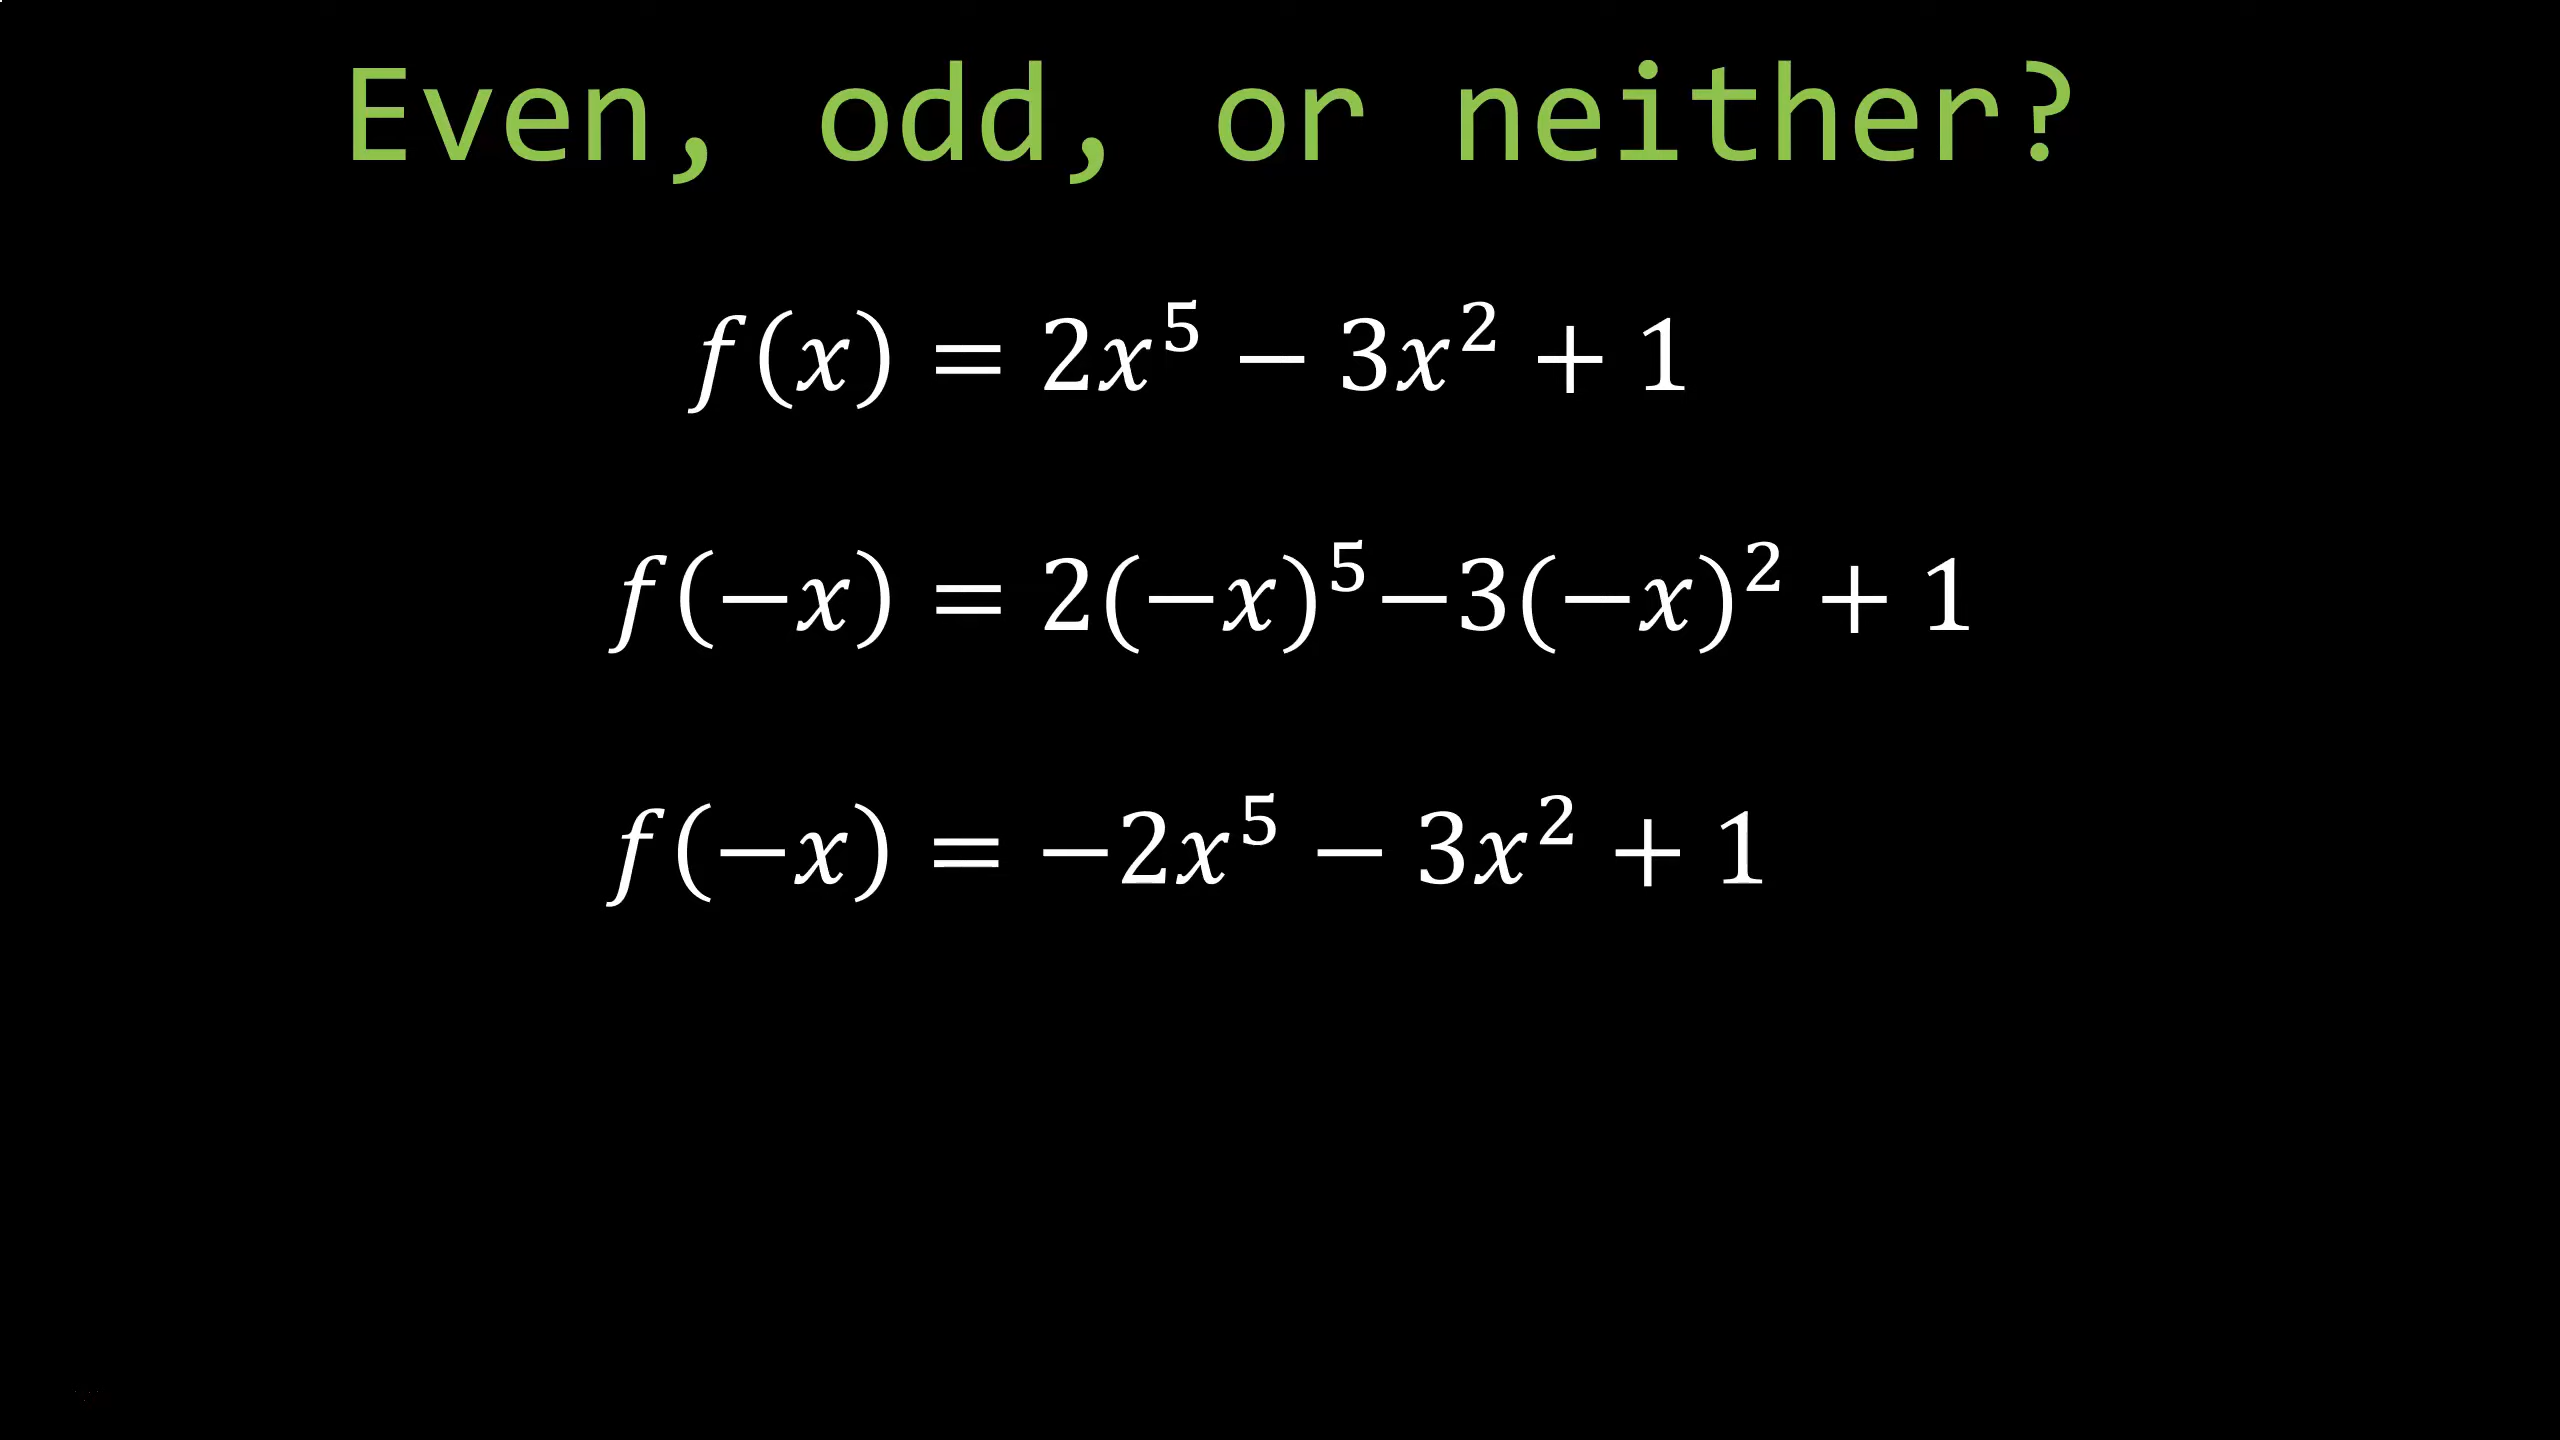 Even, odd, or neither?
f(x) = 2x⁵ − 3x² + 1
f(−x) = 2(−x)⁵−3(−x)² + 1
f(−x) = −2x⁵ − 3x² + 1